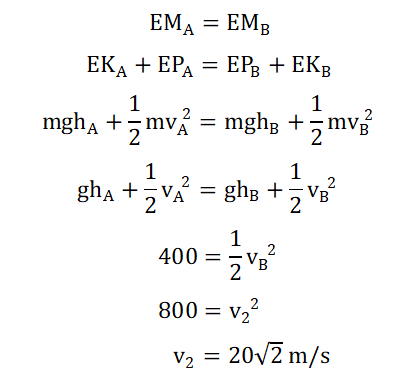 EM_A = EM_B
EK_A + EP_A = EP_B + EK_B
mgh_A + 1/2 mv_A^2 = mgh_B + 1/2 mv_B^2
gh_A + 1/2 v_A^2 = gh_B + 1/2 v_B^2
400 = 1/2 v_B^2
800 = v_2^2
v_2 = 20√2 m/s